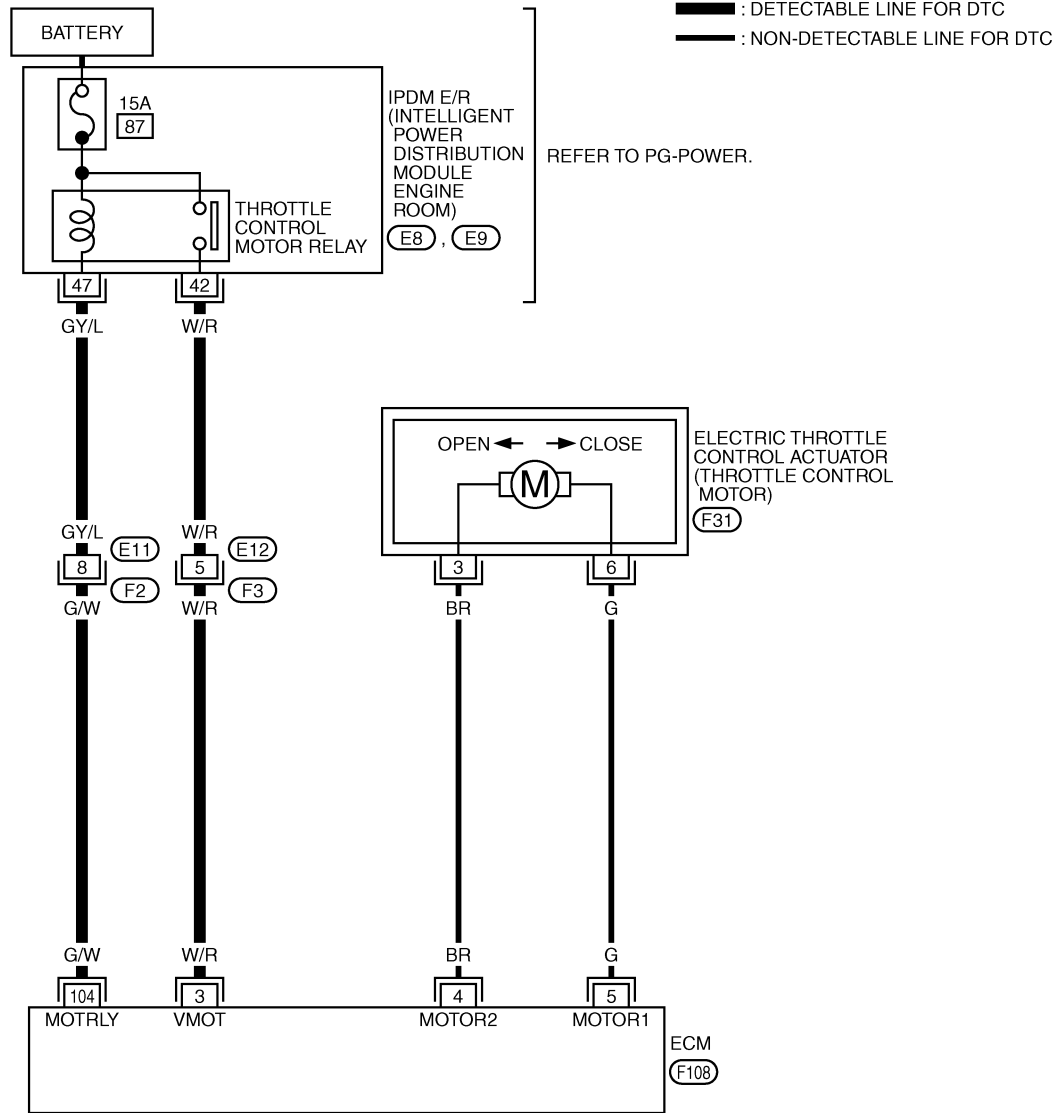 : DETECTABLE LINE FOR DTC
: NON-DETECTABLE LINE FOR DTC
BATTERY
15A
87
IPDM E/R
(INTELLIGENT
POWER
DISTRIBUTION
MODULE
ENGINE
ROOM)
E8 , E9
REFER TO PG-POWER.
THROTTLE
CONTROL
MOTOR RELAY
47
42
GY/L
W/R
OPEN
CLOSE
M
ELECTRIC THROTTLE
CONTROL ACTUATOR
(THROTTLE CONTROL
MOTOR)
F31
GY/L
W/R
8
E11
F2
5
E12
F3
3
6
G/W
W/R
BR
G
G/W
W/R
BR
G
104
3
4
5
MOTRLY
VMOT
MOTOR2
MOTOR1
ECM
F108